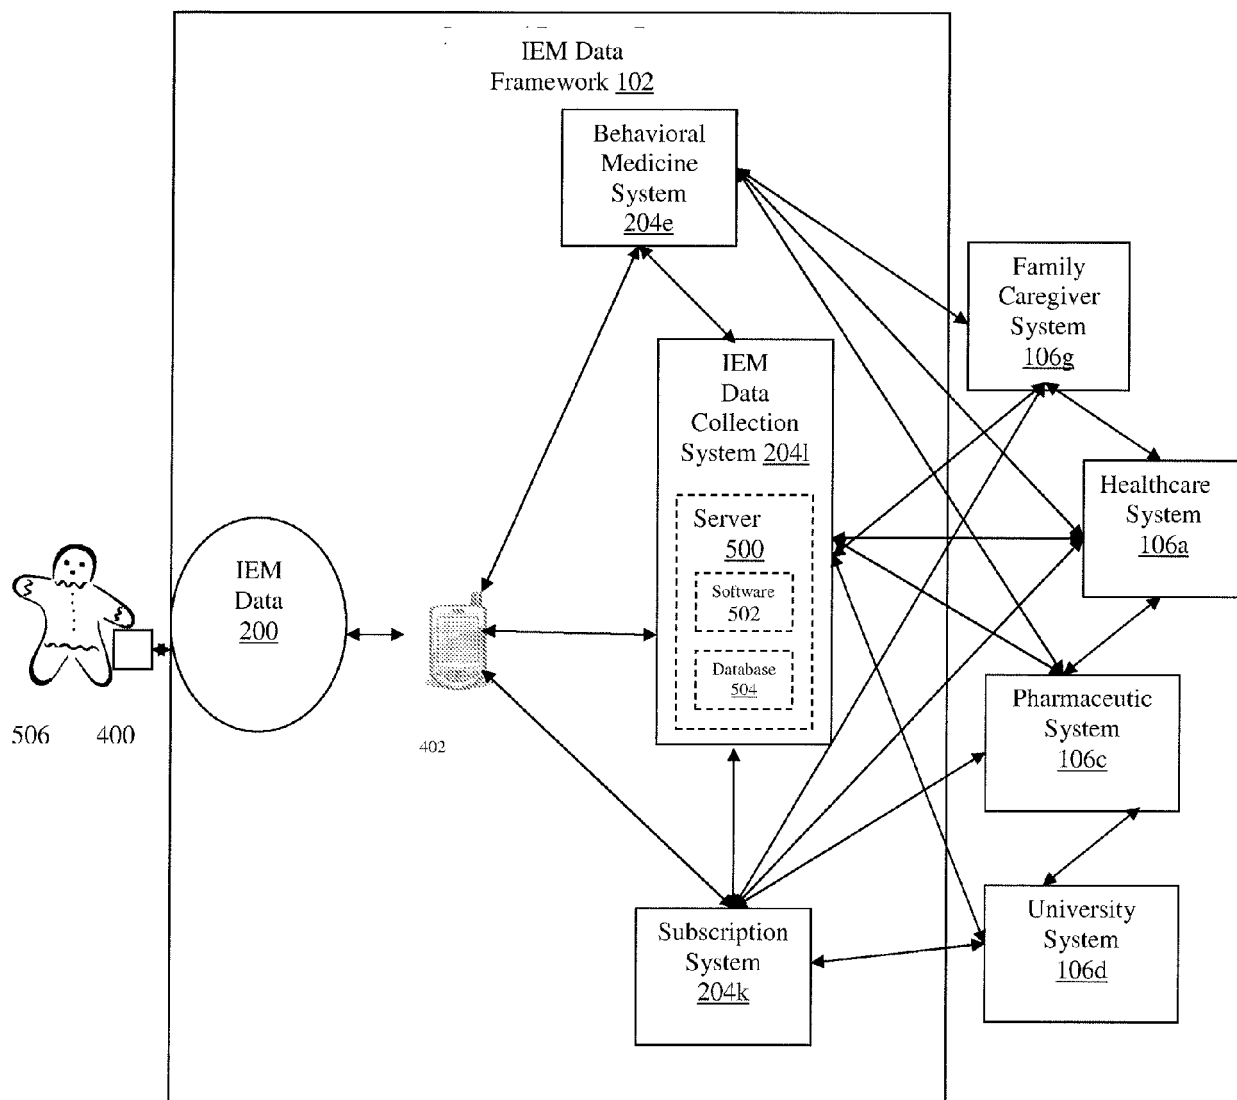 IEM Data
Framework 102
Behavioral
Medicine
System
204e
Family
Caregiver
System
106g
IEM
Data
Collection
System 204l
Healthcare
System
106a
Server
500
Software
502
Database
504
IEM
Data
200
506
400
402
Pharmaceutic
System
106c
Subscription
System
204k
University
System
106d